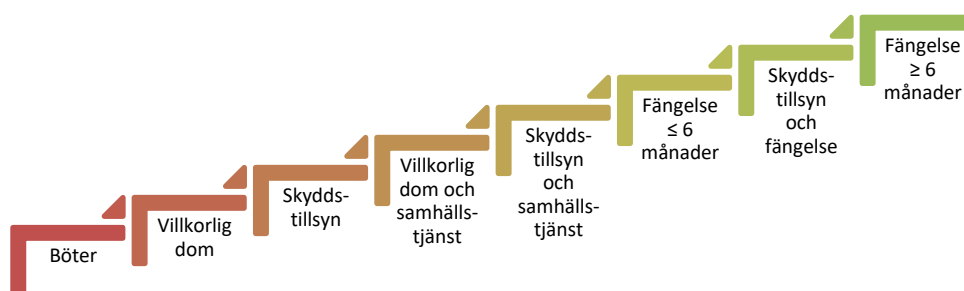 Böter
Villkorlig
dom
Skydds-
tillsyn
Villkorlig
dom och
samhälls-
tjänst
Skydds-
tillsyn
och
samhälls-
tjänst
Fängelse
≤ 6
månader
Skydds-
tillsyn
och
fängelse
Fängelse
≥ 6
månader